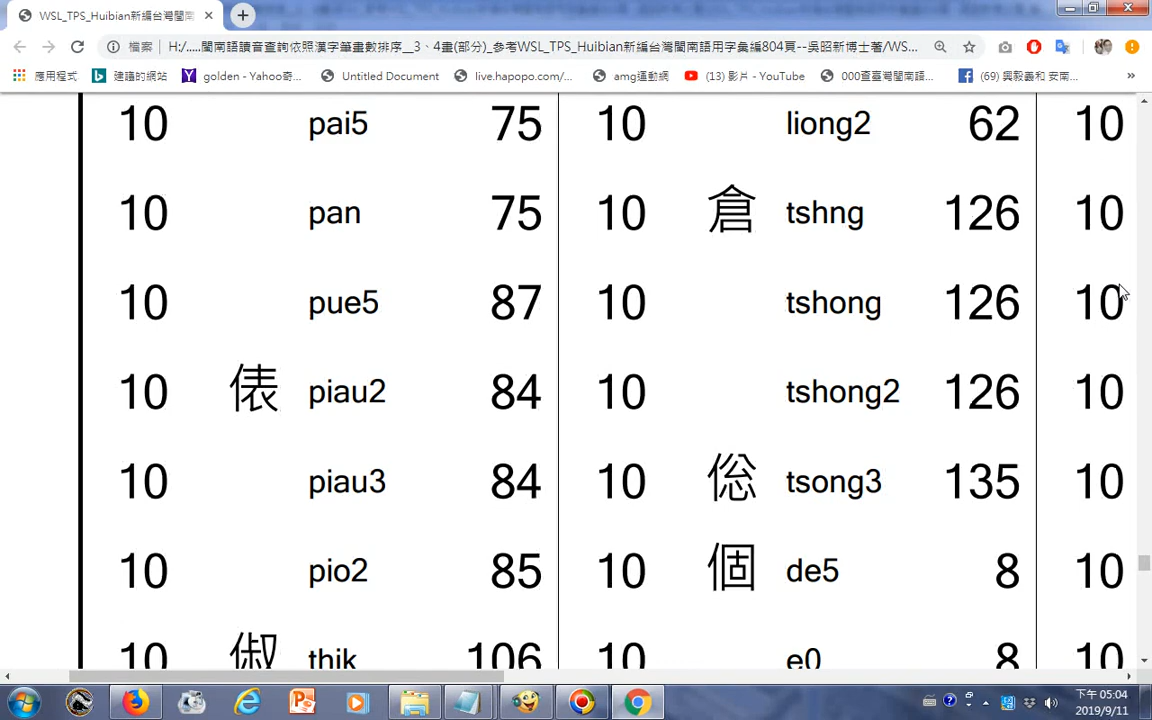 WSL_TPS_Huibian新編台灣閩南
檔案 H:/.....閩南語讀音查詢依照漢字筆畫數排序__3、4畫(部分)_參考WSL_TPS_Huibian新編台灣閩南語用字彙編804頁--吳昭新博士著/WS...
應用程式 建議的網站 golden - Yahoo奇... Untitled Document live.hapopo.com/... amg運動網 (13) 影片 - YouTube 000查臺灣閩南語... (69) 興毅義和 安南...
10 pai5 75 10 liong2 62 10
10 pan 75 10 倉 tshng 126 10
10 pue5 87 10 tshong 126 10
10 俵 piau2 84 10 tshong2 126 10
10 piau3 84 10 倊 tsong3 135 10
10 pio2 85 10 個 de5 8 10
10 俶 thik 106 10 e0 8 10
下午 05:04
2019/9/11